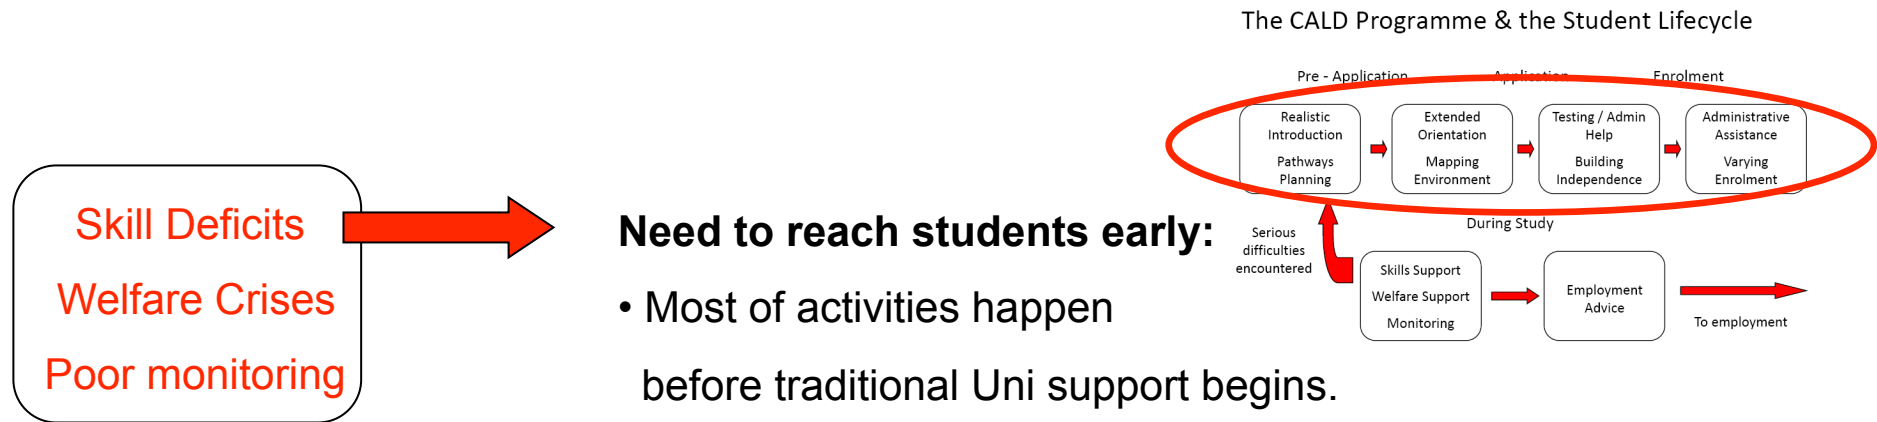 The CALD Programme & the Student Lifecycle
Pre - Application
Application
Enrolment
Realistic
Introduction
Pathways
Planning
Extended
Orientation
Mapping
Environment
Testing / Admin
Help
Building
Independence
Administrative
Assistance
Varying
Enrolment
During Study
Serious
difficulties
encountered
Skills Support
Welfare Support
Monitoring
Employment
Advice
To employment
Skill Deficits
Welfare Crises
Poor monitoring
Need to reach students early:
• Most of activities happen
before traditional Uni support begins.